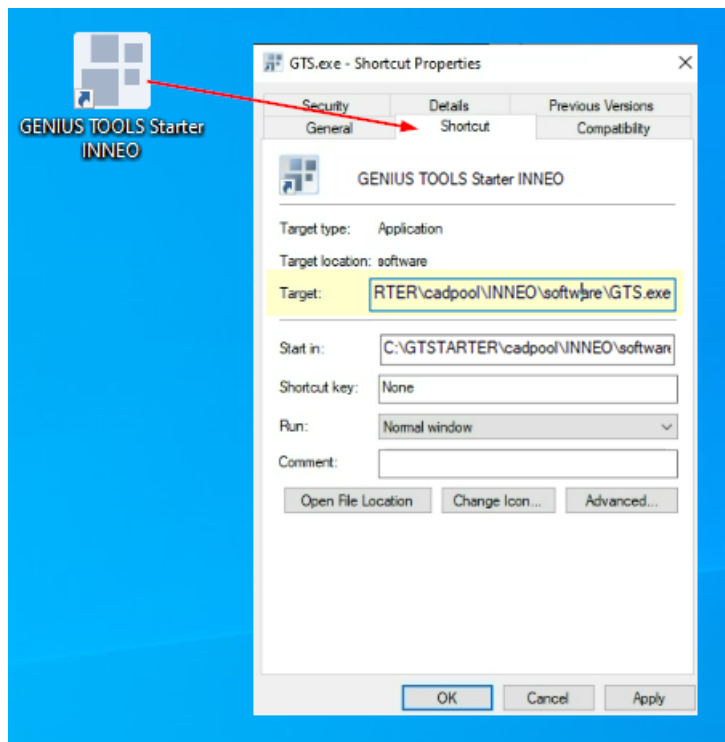 GENIUS TOOLS Starter
INNEO
GTS.exe - Shortcut Properties
Security Details Previous Versions
General Shortcut Compatibility
GENIUS TOOLS Starter INNEO
Target type: Application
Target location: software
Target: RTER\cadpool\INNEO\software\GTS.exe
Start in: C:\GTSTARTER\cadpool\INNEO\software
Shortcut key: None
Run: Normal window
Comment:
Open File Location Change Icon... Advanced...
OK Cancel Apply